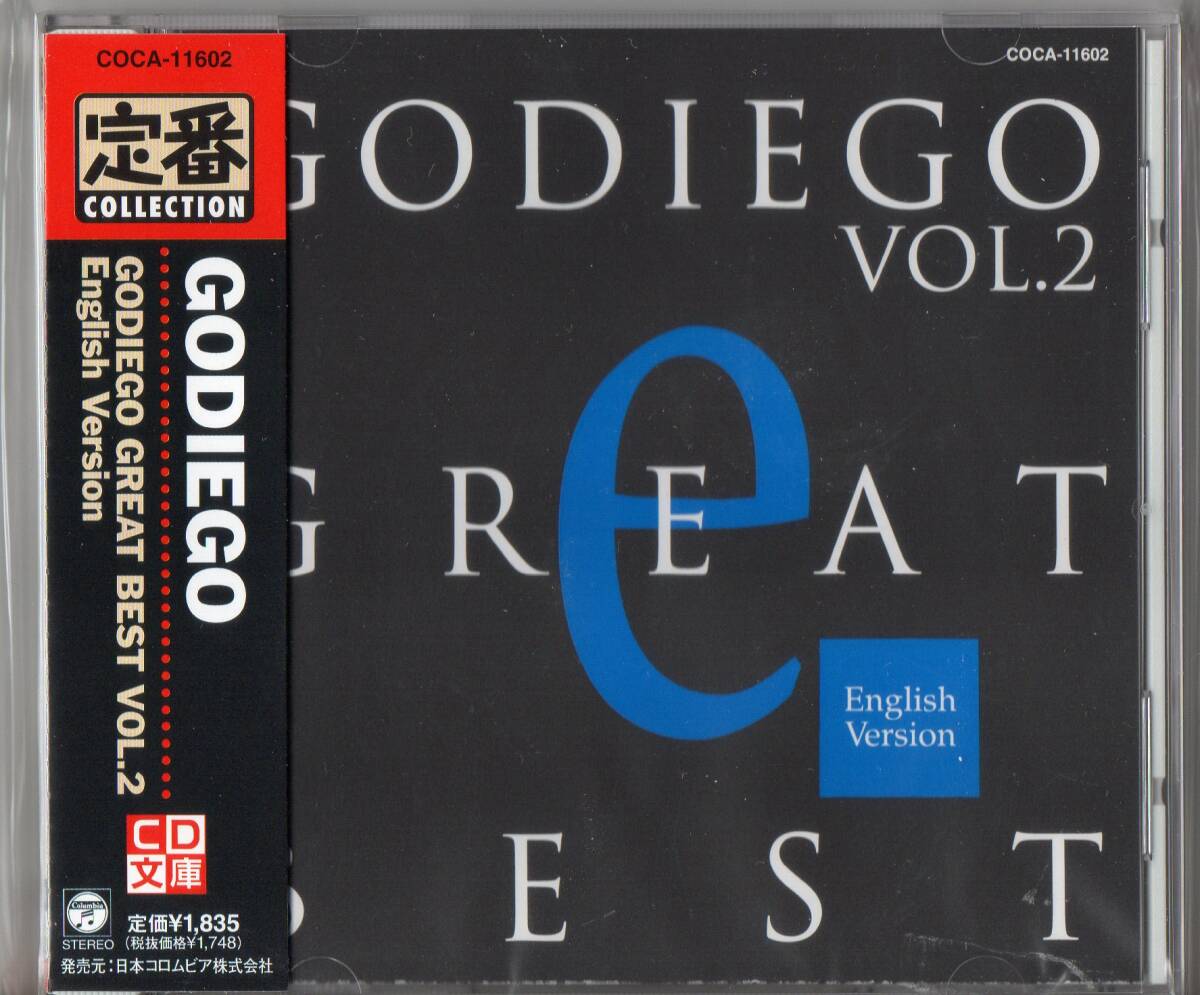 COCA-11602
定番
COLLECTION
GODIEGO
GODIEGO GREAT BEST VOL.2
English Version
CD
文庫
Columbia
STEREO
定価¥1,835
(税抜価格¥1,748)
発売元:日本コロムビア株式会社
COCA-11602
GODIEGO
VOL.2
GREAT
e
English
Version
BEST